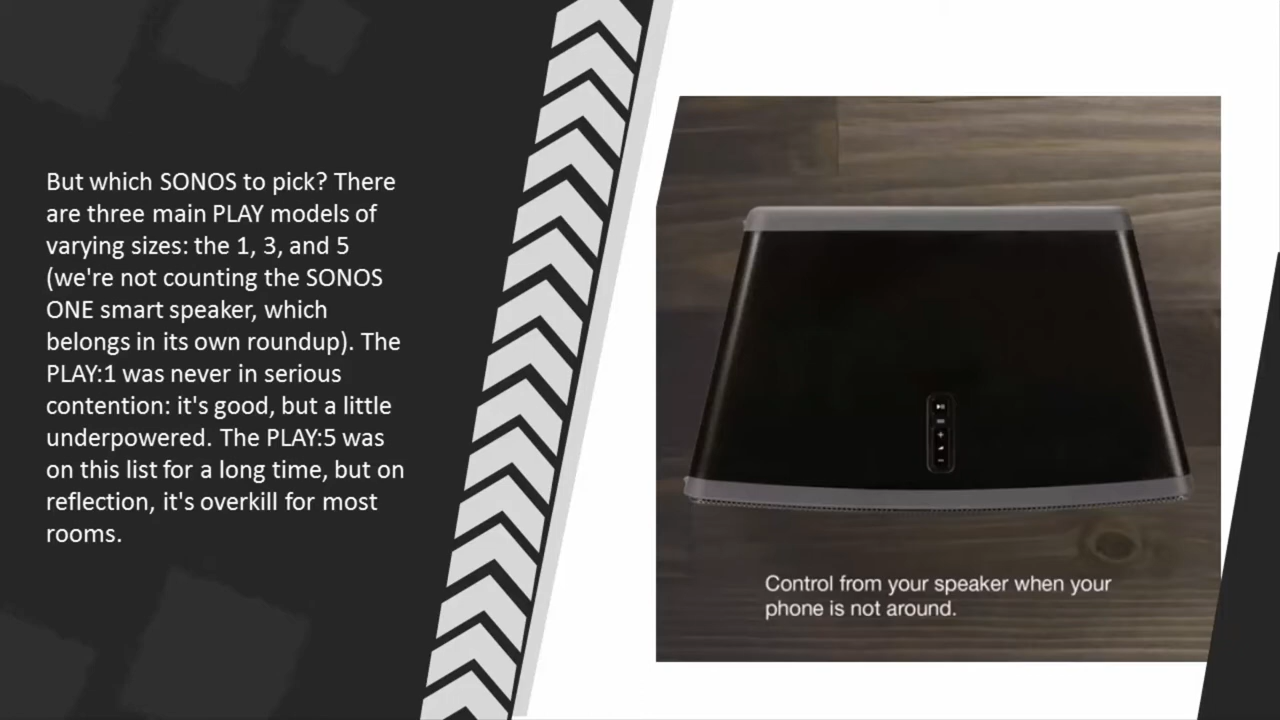 But which SONOS to pick? There
are three main PLAY models of
varying sizes: the 1, 3, and 5
(we're not counting the SONOS
ONE smart speaker, which
belongs in its own roundup). The
PLAY:1 was never in serious
contention: it's good, but a little
underpowered. The PLAY:5 was
on this list for a long time, but on
reflection, it's overkill for most
rooms.
Control from your speaker when your
phone is not around.